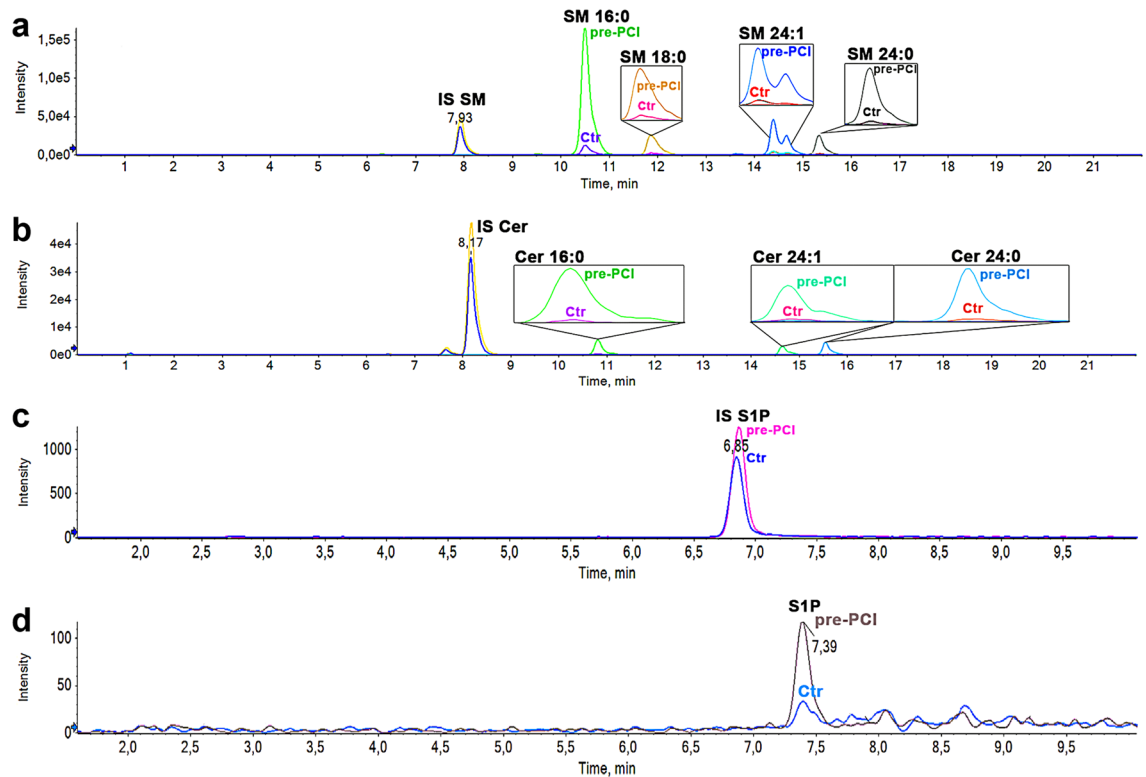 a
SM 16:0
pre-PCI
SM 18:0
pre-PCI
Ctr
SM 24:1
pre-PCI
Ctr
SM 24:0
pre-PCI
Ctr
IS SM
7,93
Ctr
Intensity
1,5e5
1,0e5
5,0e4
0,0e0
1 2 3 4 5 6 7 8 9 10 11 12 13 14 15 16 17 18 19 20 21
Time, min
b
IS Cer
8,17
Cer 16:0
pre-PCI
Ctr
Cer 24:1
pre-PCI
Ctr
Cer 24:0
pre-PCI
Ctr
Intensity
4e4
3e4
2e4
1e4
0e0
1 2 3 4 5 6 7 8 9 10 11 12 13 14 15 16 17 18 19 20 21
Time, min
c
IS S1P
pre-PCI
6,85
Ctr
Intensity
1000
500
0
2,0 2,5 3,0 3,5 4,0 4,5 5,0 5,5 6,0 6,5 7,0 7,5 8,0 8,5 9,0 9,5
Time, min
d
S1P
pre-PCI
7,39
Ctr
Intensity
100
50
0
2,0 2,5 3,0 3,5 4,0 4,5 5,0 5,5 6,0 6,5 7,0 7,5 8,0 8,5 9,0 9,5
Time, min